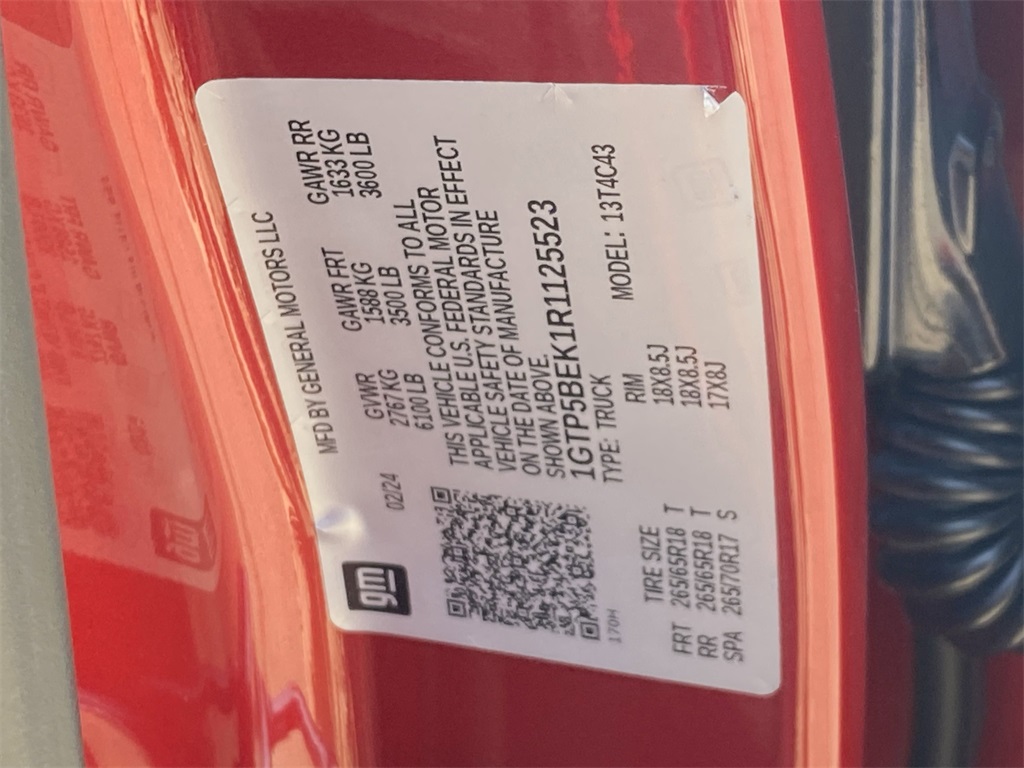 MFD BY GENERAL MOTORS LLC
gm
02/24
GVWR GAWR FRT GAWR RR
2767 KG 1588 KG 1633 KG
6100 LB 3500 LB 3600 LB
THIS VEHICLE CONFORMS TO ALL
APPLICABLE U.S. FEDERAL MOTOR
VEHICLE SAFETY STANDARDS IN EFFECT
ON THE DATE OF MANUFACTURE
SHOWN ABOVE.
1GTP5BEK1R1125523
TYPE: TRUCK MODEL: 13T4C43
170H
TIRE SIZE RIM
FRT 265/65R18 T 18X8.5J
RR 265/65R18 T 18X8.5J
SPA 265/70R17 S 17X8J